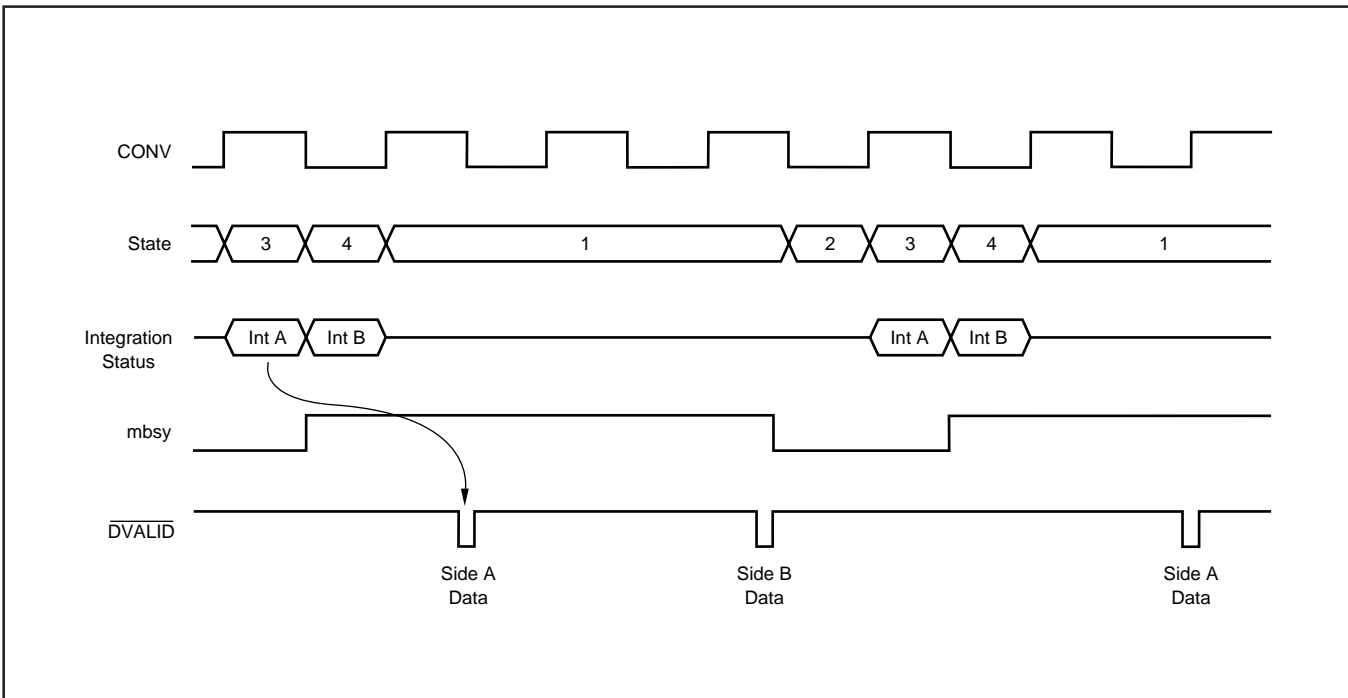 CONV
State
3 4 1 2 3 4 1
Integration
Status
Int A Int B Int A Int B
mbsy
DVALID
Side A
Data
Side B
Data
Side A
Data